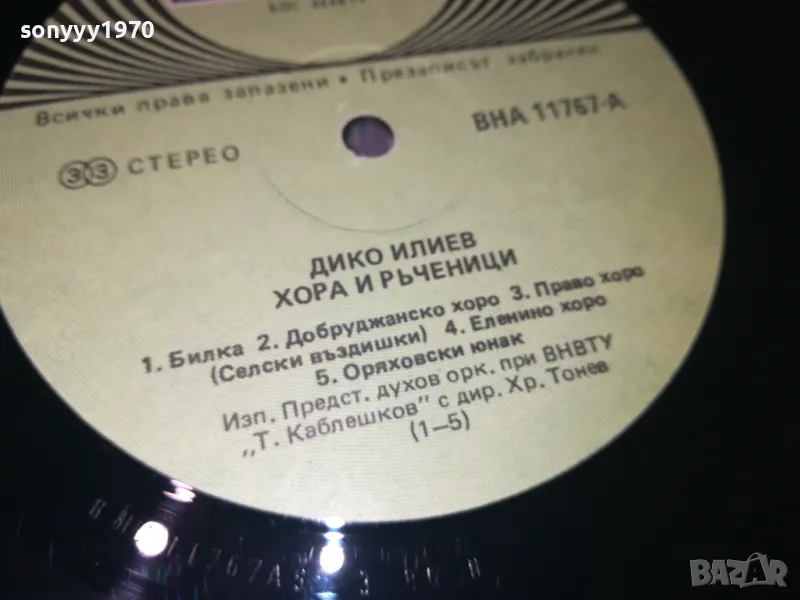 sonyyy1970
Всички права запазени • Презаписът забранен
33 СТЕРЕО
ВНА 11767-А
ДИКО ИЛИЕВ
ХОРА И РЪЧЕНИЦИ
1. Билка 2. Добруджанско хоро 3. Право хоро
(Селски въздишки) 4. Еленино хоро
5. Оряховски юнак
Изп. Предст. духов орк. при ВНВТУ
„Т. Каблешков" с дир. Хр. Тонев
(1—5)
11767А
BAZAR